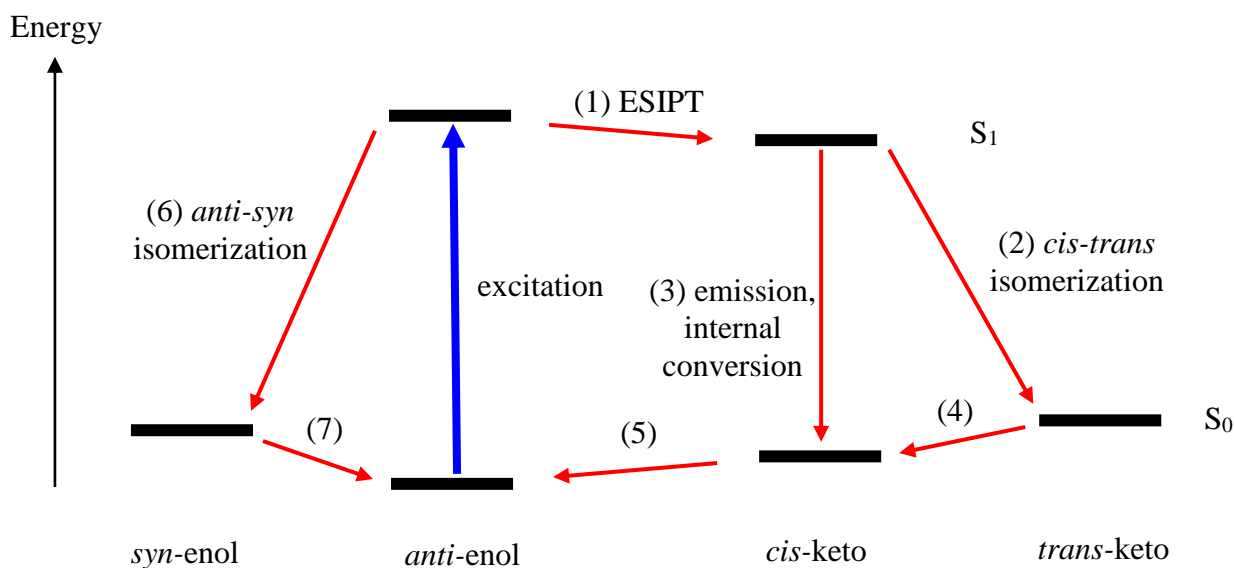 Energy
(1) ESIPT
S1
(6) anti-syn
isomerization
excitation
(3) emission,
internal
conversion
(2) cis-trans
isomerization
(7)
(5)
(4)
S0
syn-enol
anti-enol
cis-keto
trans-keto